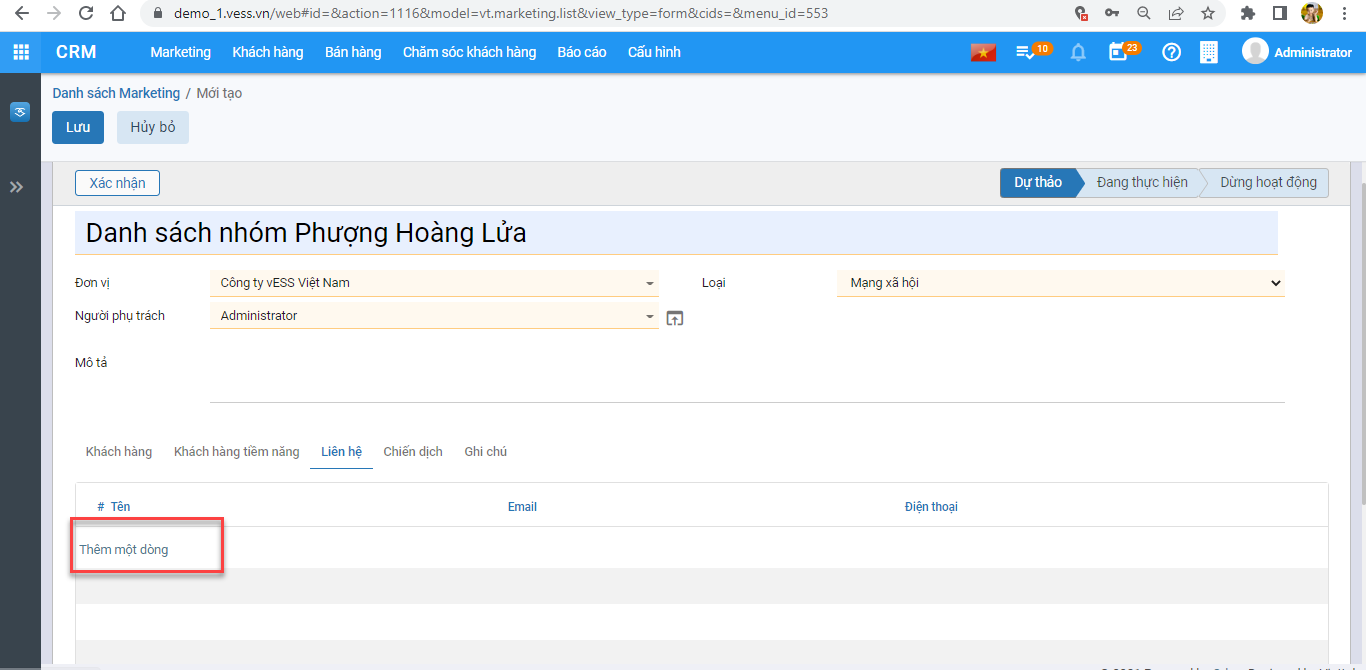 demo_1.vess.vn/web#id=&action=1116&model=vt.marketing.list&view_type=form&cids=&menu_id=553
CRM Marketing Khách hàng Bán hàng Chăm sóc khách hàng Báo cáo Cấu hình 10 23 Administrator
Danh sách Marketing / Mới tạo
Lưu Hủy bỏ
Xác nhận Dự thảo Đang thực hiện Dừng hoạt động
Danh sách nhóm Phượng Hoàng Lửa
Đơn vị Công ty vESS Việt Nam Loại Mạng xã hội
Người phụ trách Administrator
Mô tả
Khách hàng Khách hàng tiềm năng Liên hệ Chiến dịch Ghi chú
# Tên Email Điện thoại
Thêm một dòng